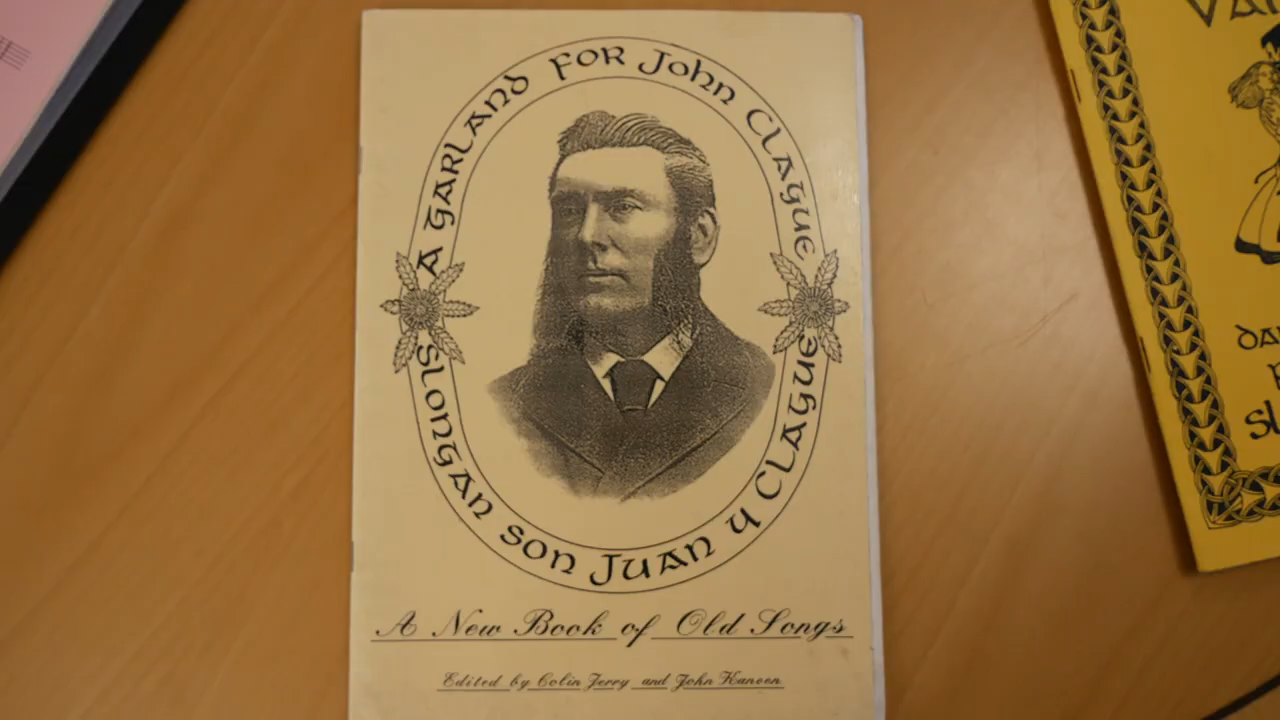 A GARLAND FOR John CLAGUE
SLONGAN SON JUAN Y CLAGUE
A New Book of Old Songs
Edited by Colin Jerry and John Kaneen